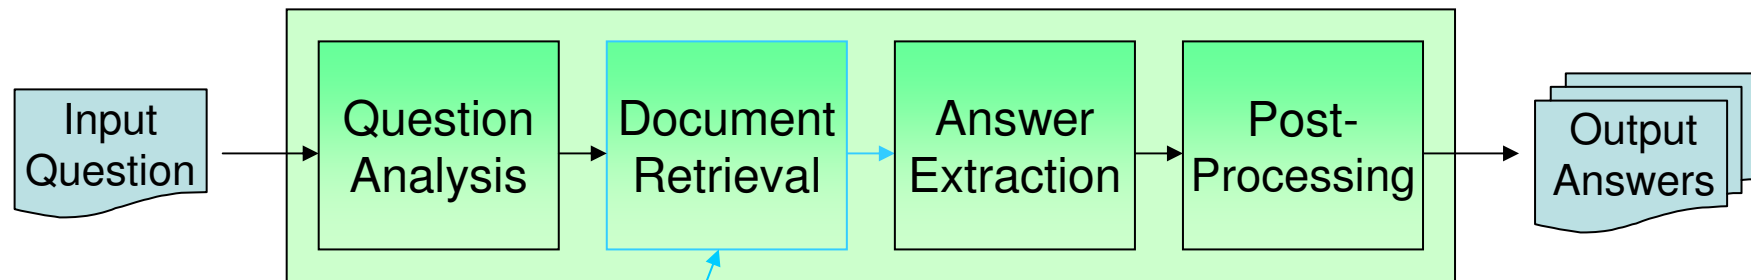 Input
Question
Question
Analysis
Document
Retrieval
Answer
Extraction
Post-
Processing
Output
Answers